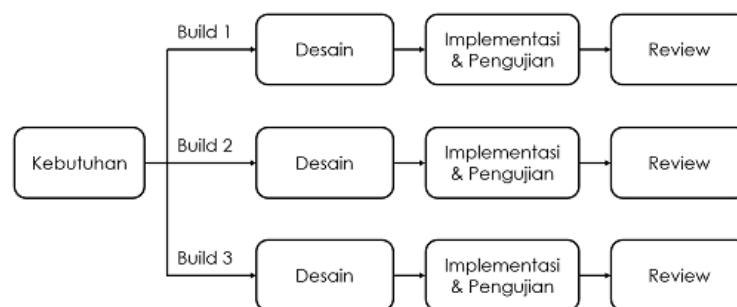 Build 1
Desain
Implementasi
& Pengujian
Review
Kebutuhan
Build 2
Desain
Implementasi
& Pengujian
Review
Build 3
Desain
Implementasi
& Pengujian
Review